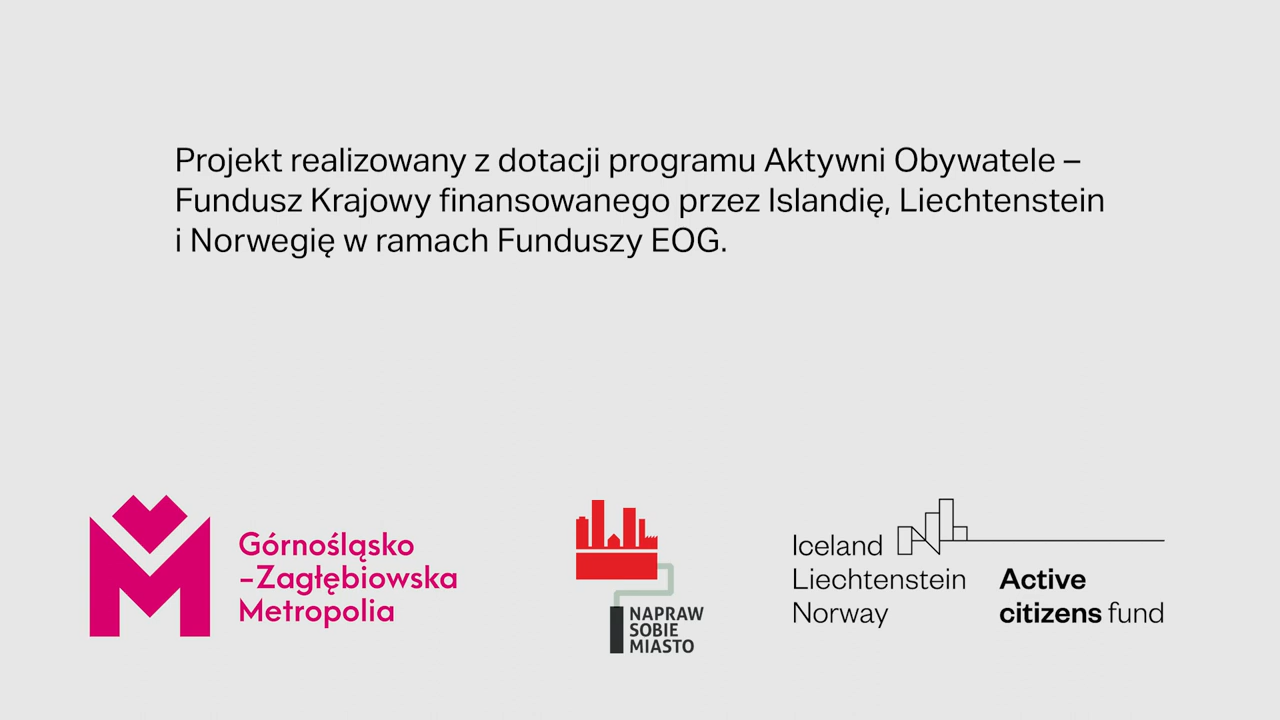 Projekt realizowany z dotacji programu Aktywni Obywatele –
Fundusz Krajowy finansowanego przez Islandię, Liechtenstein
i Norwegię w ramach Funduszy EOG.
Górnośląsko
-Zagłębiowska
Metropolia
NAPRAW
SOBIE
MIASTO
Iceland
Liechtenstein
Norway
Active
citizens fund